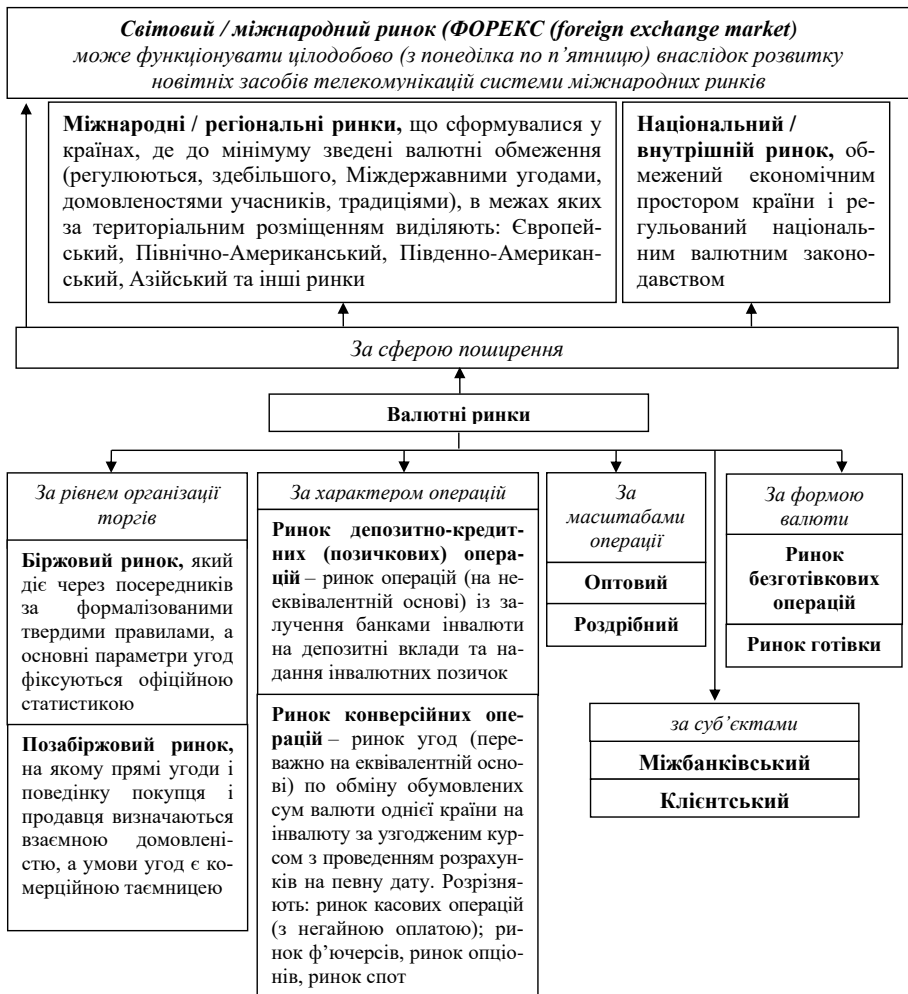 Світовий / міжнародний ринок (ФОРЕКС (foreign exchange market)
може функціонувати цілодобово (з понеділка по п’ятницю) внаслідок розвитку
новітніх засобів телекомунікацій системи міжнародних ринків
Міжнародні / регіональні ринки, що сформувалися у
країнах, де до мінімуму зведені валютні обмеження
(регулюються, здебільшого, Міждержавними угодами,
домовленостями учасників, традиціями), в межах яких
за територіальним розміщенням виділяють: Європей-
ський, Північно-Американський, Південно-Американ-
ський, Азійський та інші ринки
Національний /
внутрішній ринок, об-
межений економічним
простором країни і ре-
гульований національ-
ним валютним законо-
давством
За сферою поширення
Валютні ринки
За рівнем організації
торгів
Біржовий ринок, який
діє через посередників
за формалізованими
твердими правилами, а
основні параметри угод
фіксуються офіційною
статистикою
Позабіржовий ринок,
на якому прямі угоди і
поведінку покупця і
продавця визначаються
взаємною домовлені-
стю, а умови угод є ко-
мерційною таємницею
За характером операцій
Ринок депозитно-кредит-
них (позичкових) опера-
цій – ринок операцій (на не-
еквівалентній основі) із за-
лучення банками інвалюти
на депозитні вклади та на-
дання інвалютних позичок
Ринок конверсійних опе-
рацій – ринок угод (пере-
важно на еквівалентній осно-
ві) по обміну обумовлених
сум валюти однієї країни на
інвалюту за узгодженим кур-
сом з проведенням розрахун-
ків на певну дату. Розрізня-
ють: ринок касових операцій
(з негайною оплатою); ри-
нок ф’ючерсів, ринок опціо-
нів, ринок спот
За
масштабами
операції
Оптовий
Роздрібний
За формою
валюти
Ринок
безготівкових
операцій
Ринок готівки
за суб’єктами
Міжбанківський
Клієнтський